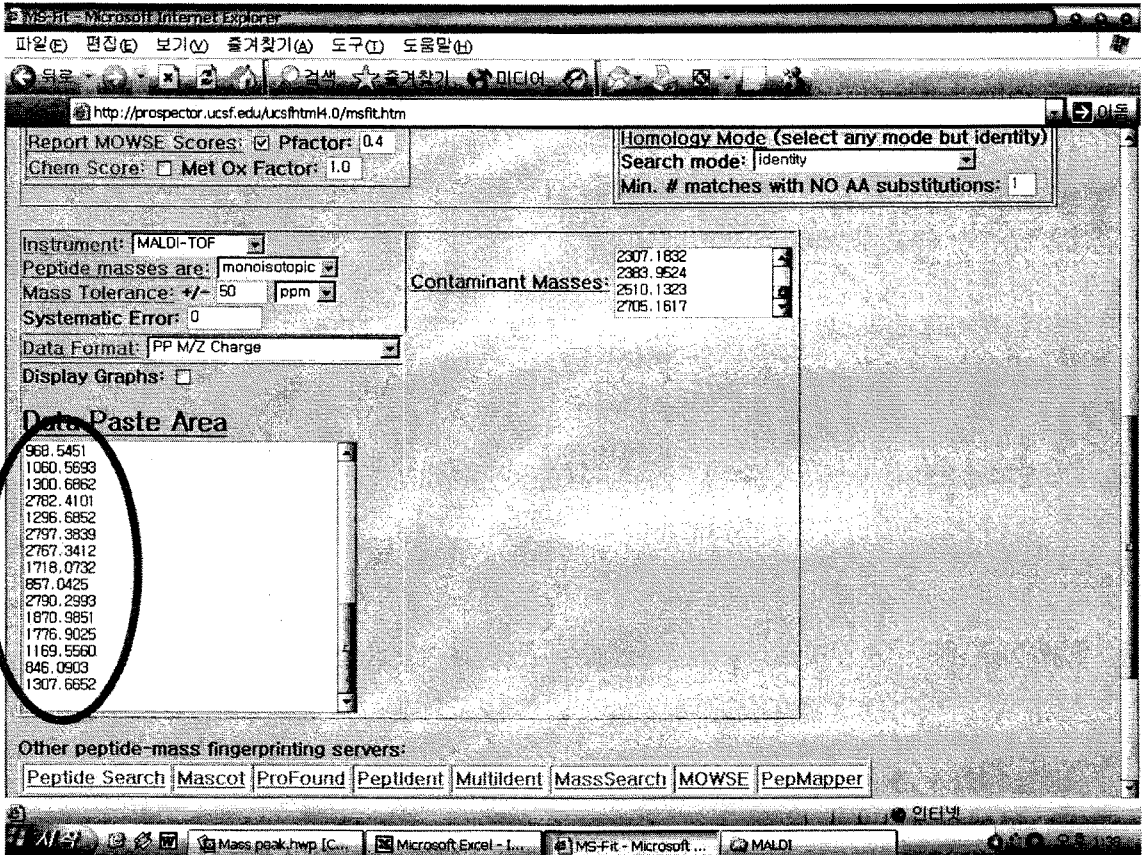 MS-Fit - Microsoft Internet Explorer
파일(F) 편집(E) 보기(V) 즐겨찾기(A) 도구(T) 도움말(H)
뒤로 검색 즐겨찾기 미디어
http://prospector.ucsf.edu/ucsfhtml4.0/msfit.htm 이동
Report MOWSE Scores: Pfactor: 0.4
Chem Score: Met Ox Factor: 1.0
Homology Mode (select any mode but identity)
Search mode: identity
Min. # matches with NO AA substitutions: 1
Instrument: MALDI-TOF
Peptide masses are: monoisotopic
Mass Tolerance: +/- 50 ppm
Systematic Error: 0
Data Format: PP M/Z Charge
Display Graphs:
Contaminant Masses:
2307.1832
2383.9524
2510.1323
2705.1617
Data Paste Area
968.5451
1060.5693
1300.6862
2782.4101
1296.6852
2797.3839
2767.3412
1718.0732
857.0425
2790.2993
1870.9851
1776.9025
1169.5560
846.0903
1307.6652
Other peptide-mass fingerprinting servers:
Peptide Search Mascot ProFound PeptIdent MultiIdent MassSearch MOWSE PepMapper
인터넷
시작 Mass peak.hwp [C... Microsoft Excel - I... MS-Fit - Microsoft ... MALDI